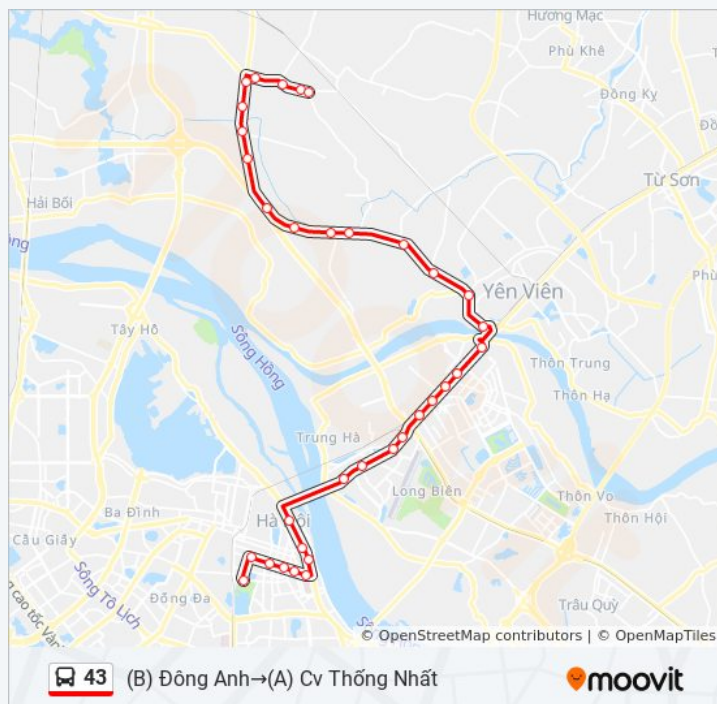 Hương Mạc
Phù Khê
Đông Kỵ
Từ Sơn
Hải Bối
Yên Viên
Tây Hồ
Sông Hồng
Thôn Trung
Thôn Hạ
Trung Hà
Long Biên
Thôn Vo
Thôn Hội
Ba Đình
Hà Nội
Cầu Giấy
Sông Tô Lịch
Đống Đa
Trâu Quỳ
© OpenStreetMap contributors | © OpenMapTiles
43 (B) Đông Anh→(A) Cv Thống Nhất
moovit